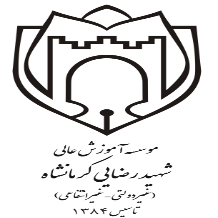 موسسه آموزش عالی
شهید رضایی کرمانشاه
(غیردولتی - غیرانتفاعی)
تاسیس ۱۳۸۴